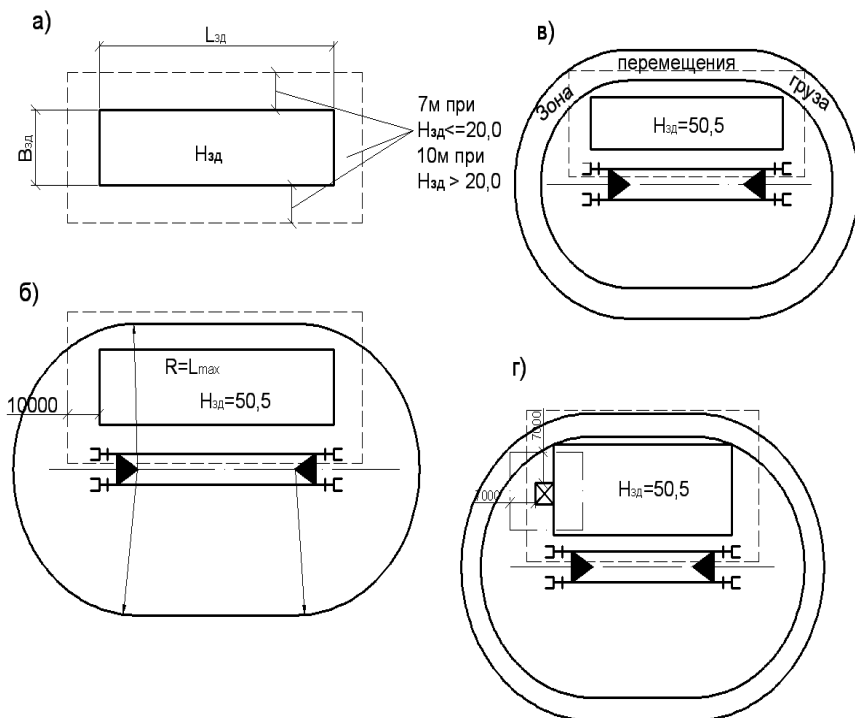 а)
Lзд
Bзд
Hзд
7м при
Hзд<=20,0
10м при
Hзд > 20,0
в)
перемещения
Зона
груза
Hзд=50,5
б)
R=Lmax
Hзд=50,5
10000
г)
7000
7000
Hзд=50,5